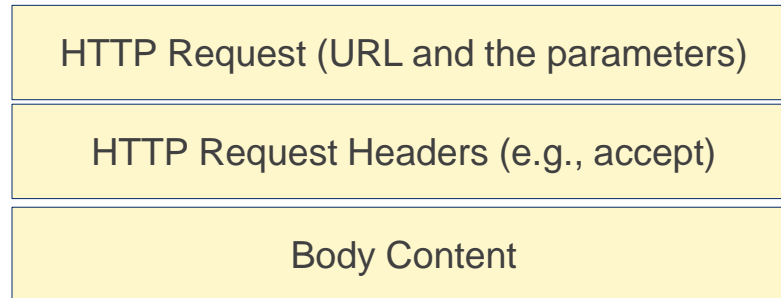 HTTP Request (URL and the parameters)
HTTP Request Headers (e.g., accept)
Body Content